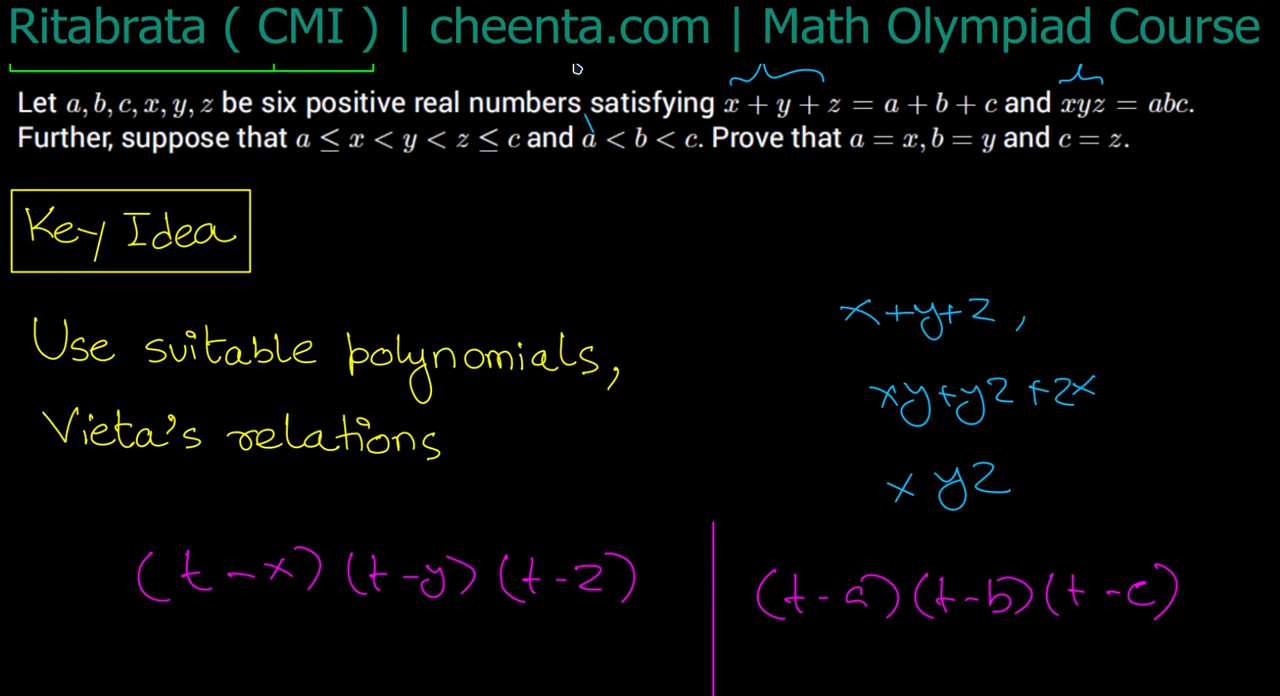 Ritabrata ( CMI ) | cheenta.com | Math Olympiad Course
Let a, b, c, x, y, z be six positive real numbers satisfying x + y + z = a + b + c and xyz = abc.
Further, suppose that a ≤ x < y < z ≤ c and a < b < c. Prove that a = x, b = y and c = z.
Key Idea
Use suitable polynomials,
Vieta's relations
x+y+z,
xy+yz+zx
xyz
(t-x)(t-y)(t-z)
(t-a)(t-b)(t-c)